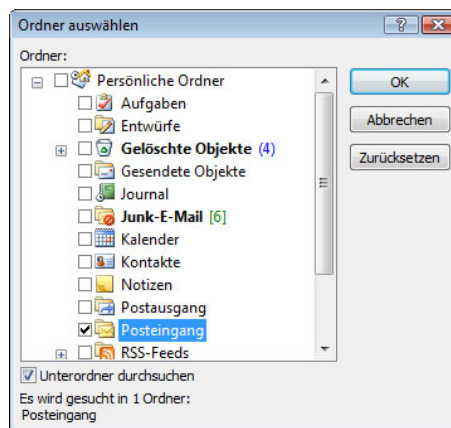 Ordner auswählen
Ordner:
Persönliche Ordner
OK
Aufgaben
Entwürfe
Abbrechen
Gelöschte Objekte (4)
Zurücksetzen
Gesendete Objekte
Journal
Junk-E-Mail [6]
Kalender
Kontakte
Notizen
Postausgang
Posteingang
RSS-Feeds
Unterordner durchsuchen
Es wird gesucht in 1 Ordner:
Posteingang